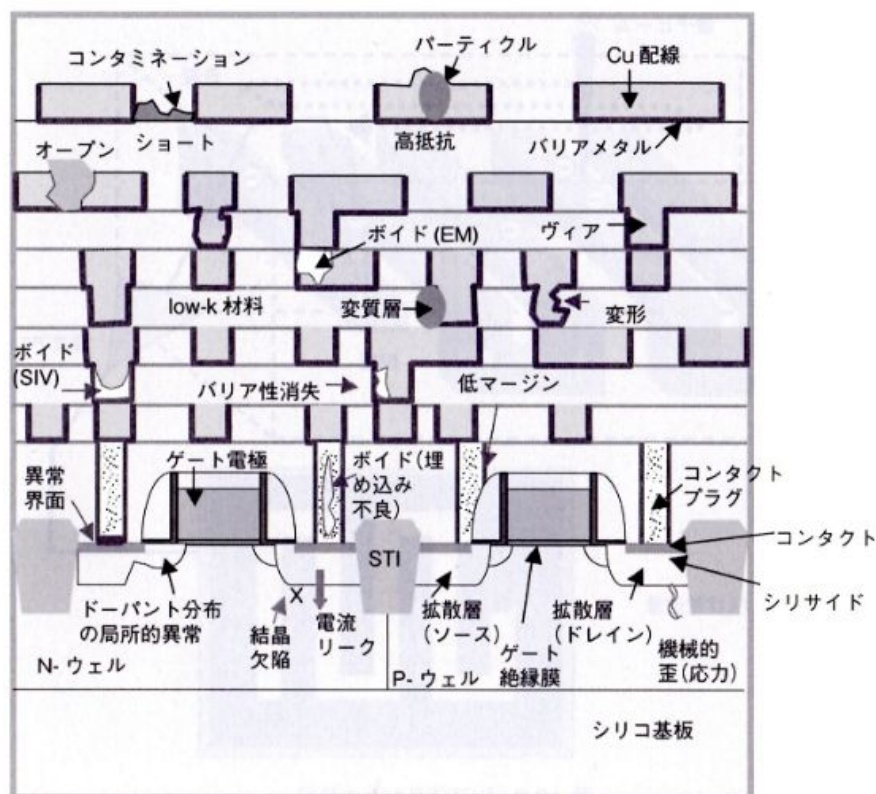 コンタミネーション
パーティクル
Cu 配線
ショート
高抵抗
バリアメタル
オープン
ボイド (EM)
ヴィア
low-k 材料
変質層
変形
ボイド
(SIV)
バリア性消失
低マージン
ゲート電極
ボイド(埋
め込み
不良)
異常
界面
コンタクト
プラグ
コンタクト
STI
シリサイド
ドーパント分布
の局所的異常
X
結晶
欠陥
電流
リーク
拡散層
(ソース)
ゲート
絶縁膜
拡散層
(ドレイン)
機械的
歪(応力)
N- ウェル
P- ウェル
シリコ基板